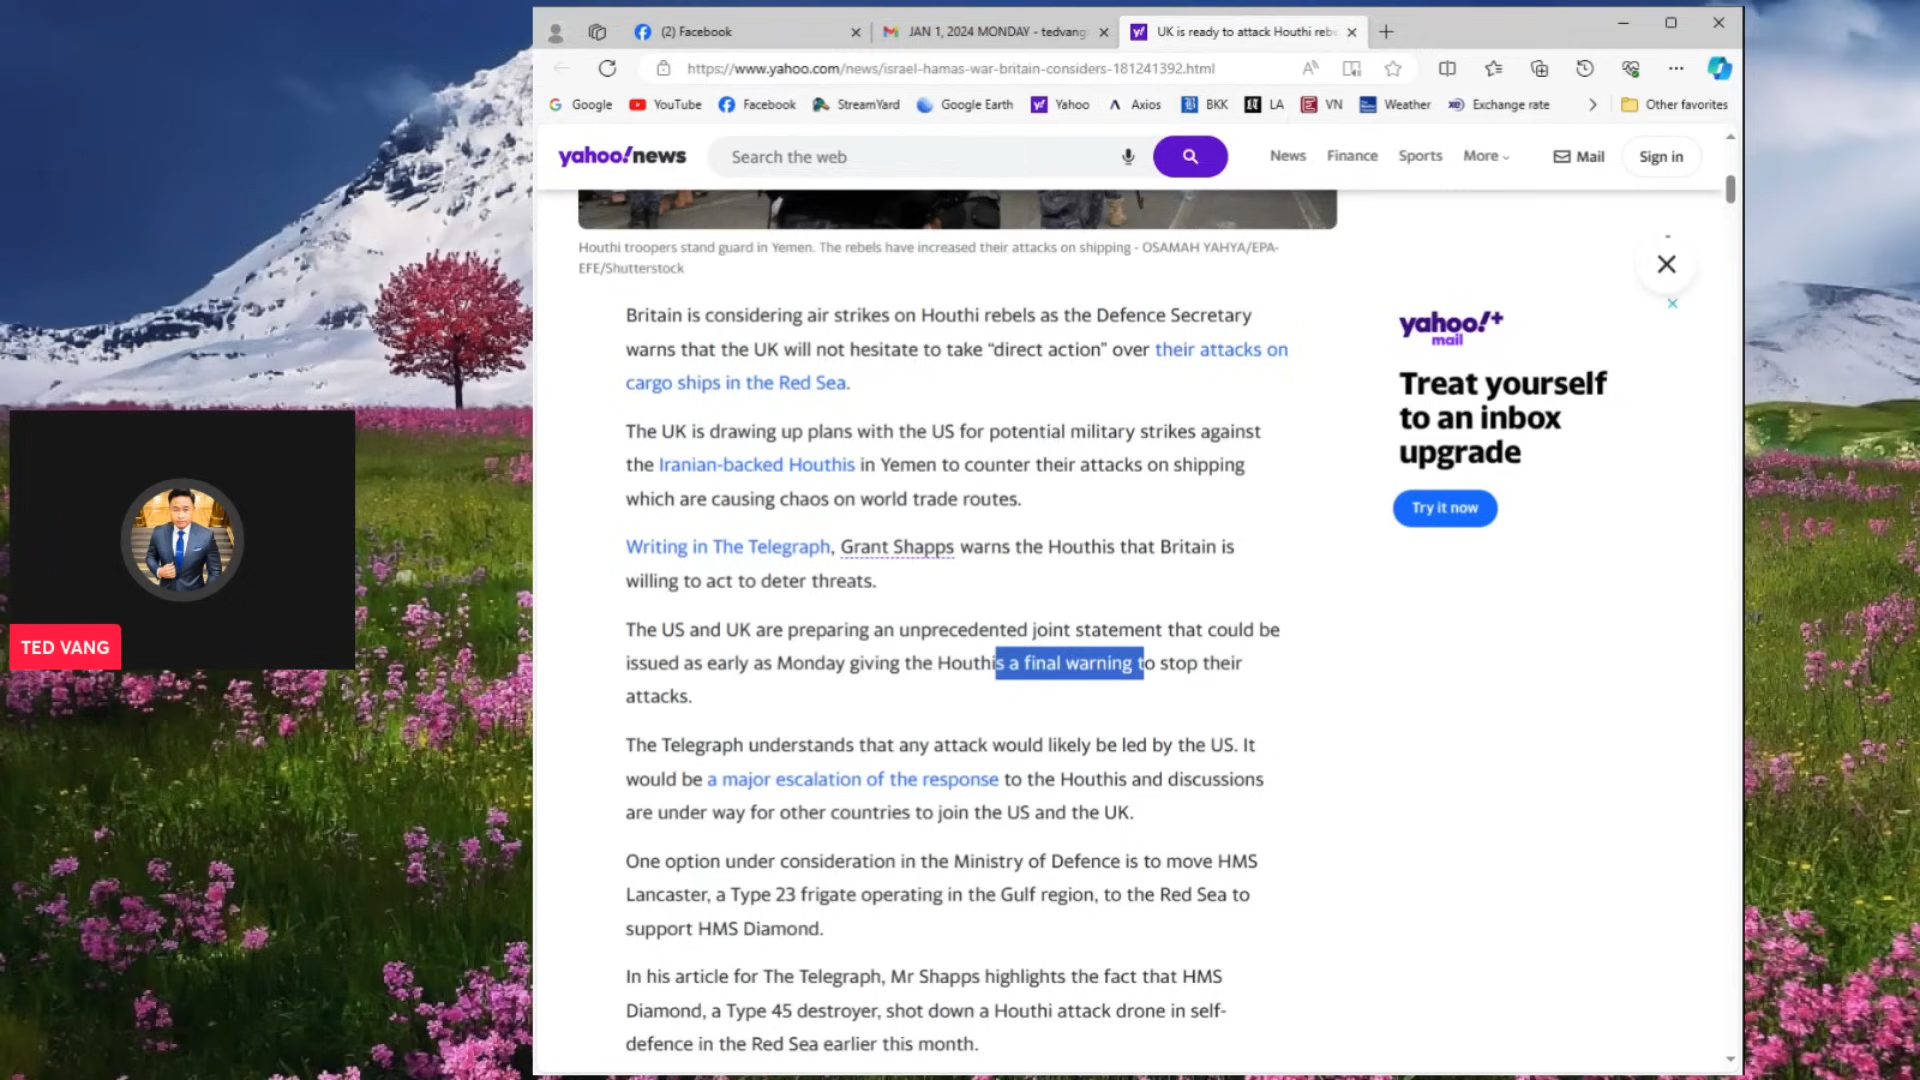 (2) Facebook
JAN 1, 2024 MONDAY - tedvang
UK is ready to attack Houthi reb
https://www.yahoo.com/news/israel-hamas-war-britain-considers-181241392.html
Google YouTube Facebook StreamYard Google Earth Yahoo Axios BKK LA VN Weather Exchange rate Other favorites
yahoo!news
Search the web
News Finance Sports More Mail Sign in
Houthi troopers stand guard in Yemen. The rebels have increased their attacks on shipping - OSAMAH YAHYA/EPA-
EFE/Shutterstock
Britain is considering air strikes on Houthi rebels as the Defence Secretary
warns that the UK will not hesitate to take “direct action” over their attacks on
cargo ships in the Red Sea.
The UK is drawing up plans with the US for potential military strikes against
the Iranian-backed Houthis in Yemen to counter their attacks on shipping
which are causing chaos on world trade routes.
Writing in The Telegraph, Grant Shapps warns the Houthis that Britain is
willing to act to deter threats.
The US and UK are preparing an unprecedented joint statement that could be
issued as early as Monday giving the Houthis a final warning to stop their
attacks.
The Telegraph understands that any attack would likely be led by the US. It
would be a major escalation of the response to the Houthis and discussions
are under way for other countries to join the US and the UK.
One option under consideration in the Ministry of Defence is to move HMS
Lancaster, a Type 23 frigate operating in the Gulf region, to the Red Sea to
support HMS Diamond.
In his article for The Telegraph, Mr Shapps highlights the fact that HMS
Diamond, a Type 45 destroyer, shot down a Houthi attack drone in self-
defence in the Red Sea earlier this month.
yahoo!+
mail
Treat yourself
to an inbox
upgrade
Try it now
TED VANG